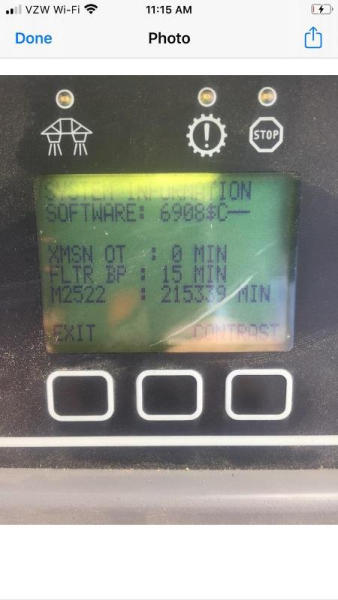 VZW Wi-Fi 11:15 AM
Done Photo
STOP
SYSTEM INFORMATION
SOFTWARE: 6908$C--
XMSN OT : 0 MIN
FLTR BP : 15 MIN
M2522 : 215339 MIN
EXIT CONTRAST